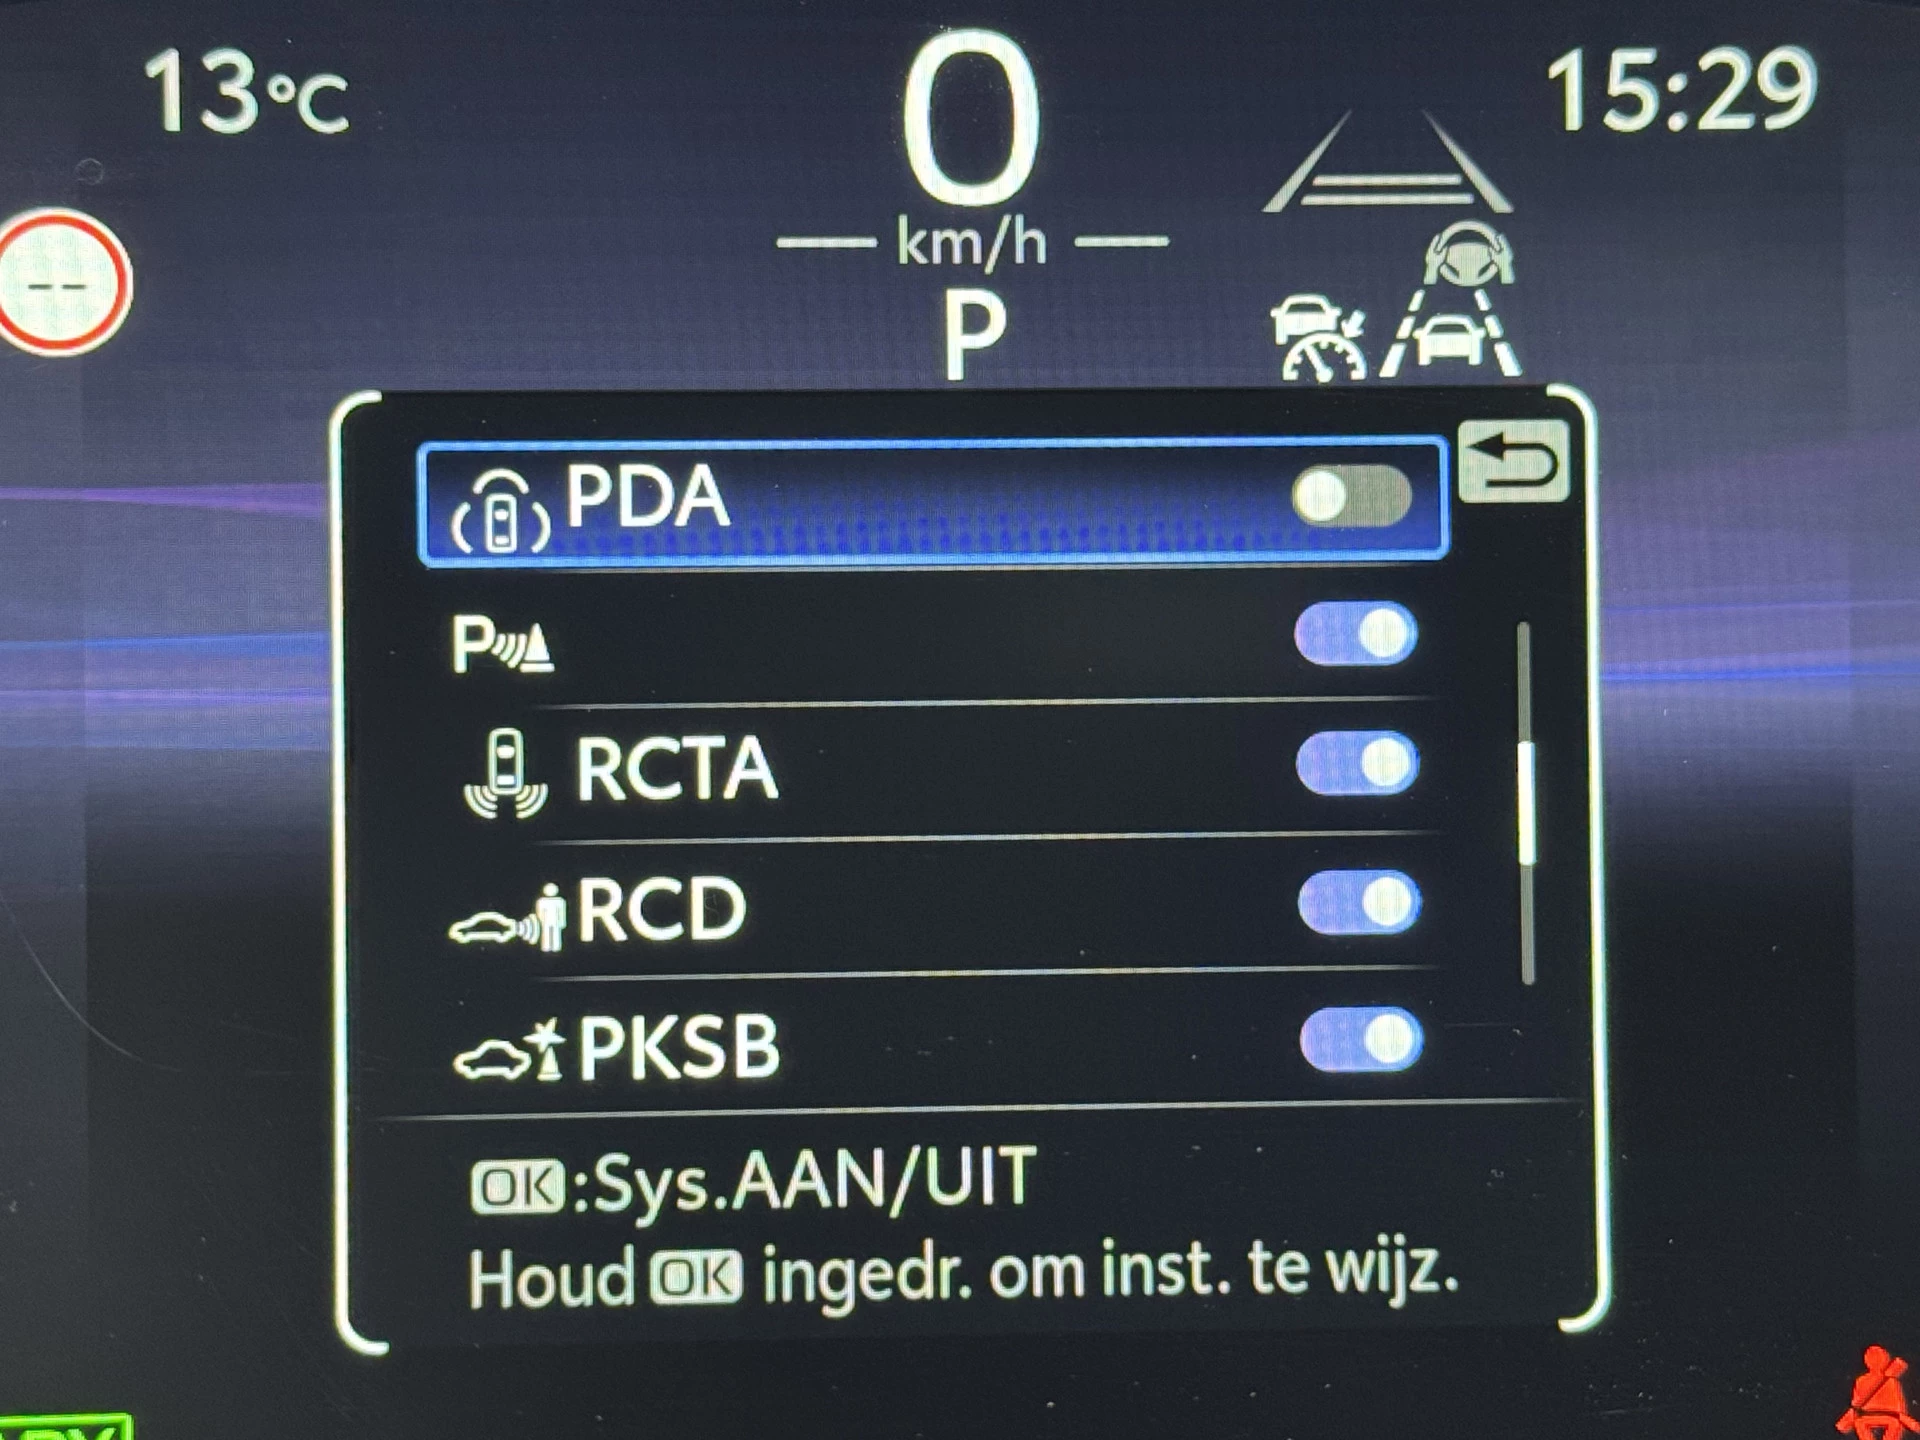 13°C
0
15:29
km/h
--
P
PDA
P
RCTA
RCD
PKSB
OK:Sys.AAN/UIT
Houd OK ingedr. om inst. te wijz.